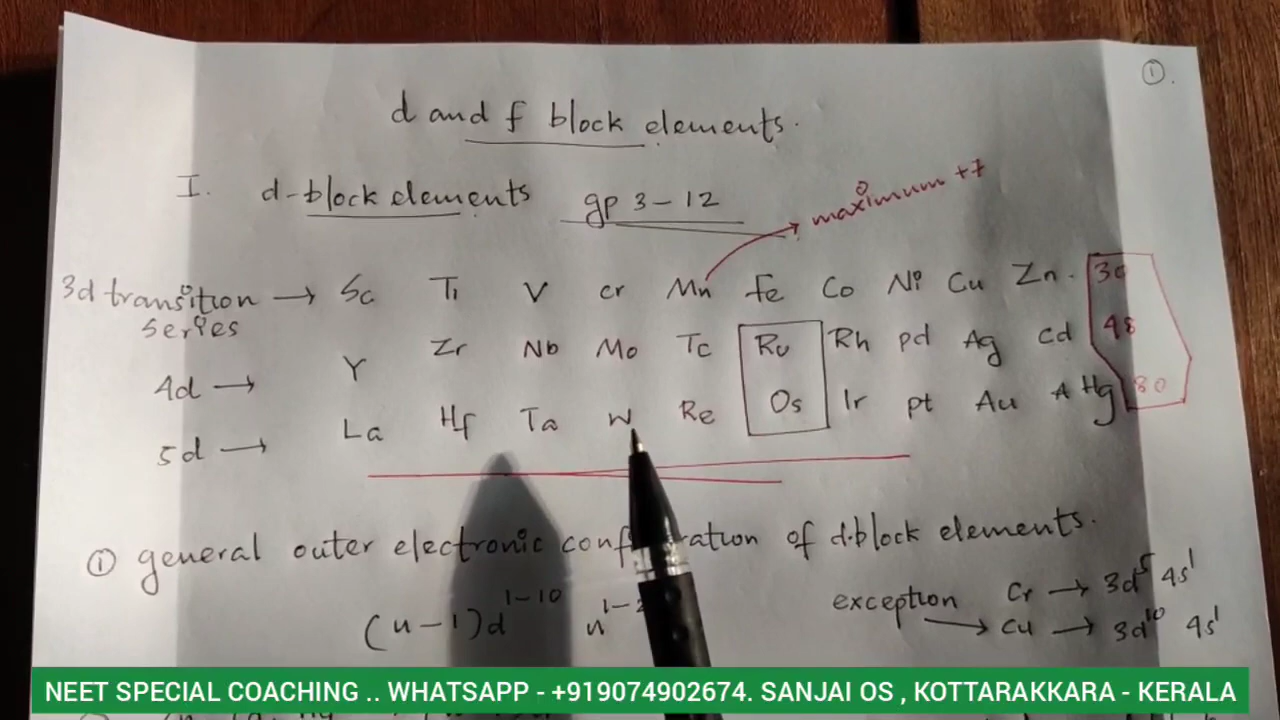 ①.
d and f block elements.
I. d-block elements gp 3-12
maximum +7
3d transition series → Sc Ti V Cr Mn Fe Co Ni Cu Zn. 30
4d → Y Zr Nb Mo Tc Ru Rh pd Ag Cd 48
5d → La Hf Ta W Re Os Ir pt Au A Hg 80
① general outer electronic of d-block elements.
(n-1)d¹⁻¹⁰
exception Cr → 3d⁵ 4s¹
→ Cu → 3d¹⁰ 4s¹
NEET SPECIAL COACHING .. WHATSAPP - +919074902674. SANJAI OS , KOTTARAKKARA - KERALA